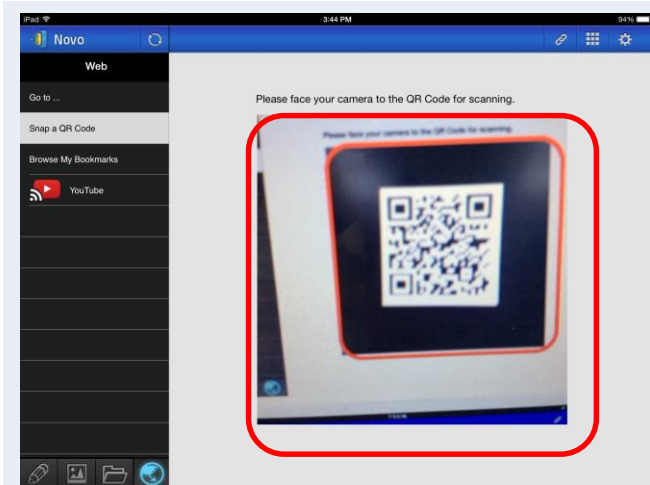 iPad
3:44 PM
94%
Novo
Web
Go to ...
Please face your camera to the QR Code for scanning.
Please face your camera to the QR Code for scanning.
Snap a QR Code
Browse My Bookmarks
YouTube